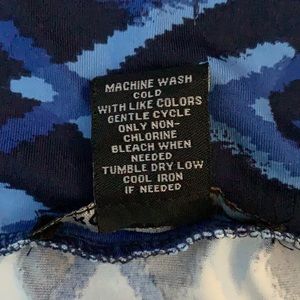 MACHINE WASH
COLD
WITH LIKE COLORS
GENTLE CYCLE
ONLY NON-
CHLORINE
BLEACH WHEN
NEEDED
TUMBLE DRY LOW
COOL IRON
IF NEEDED